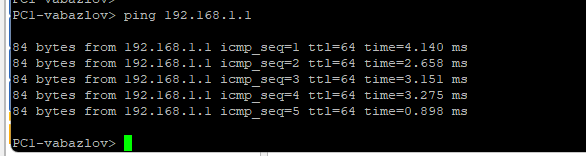 PC1-vabazlov>
PC1-vabazlov> ping 192.168.1.1
84 bytes from 192.168.1.1 icmp_seq=1 ttl=64 time=4.140 ms
84 bytes from 192.168.1.1 icmp_seq=2 ttl=64 time=2.658 ms
84 bytes from 192.168.1.1 icmp_seq=3 ttl=64 time=3.151 ms
84 bytes from 192.168.1.1 icmp_seq=4 ttl=64 time=3.275 ms
84 bytes from 192.168.1.1 icmp_seq=5 ttl=64 time=0.898 ms
PC1-vabazlov>